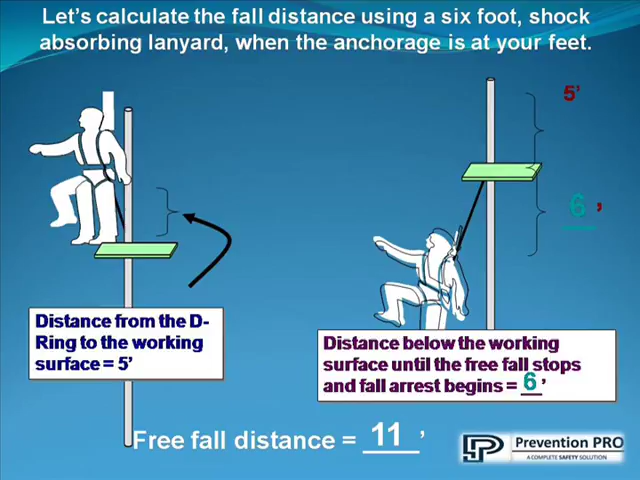 Let's calculate the fall distance using a six foot, shock
absorbing lanyard, when the anchorage is at your feet.
5'
6'
Distance from the D-
Ring to the working
surface = 5'
Distance below the working
surface until the free fall stops
and fall arrest begins = 6'
Free fall distance = 11'
Prevention PRO
A COMPLETE SAFETY SOLUTION